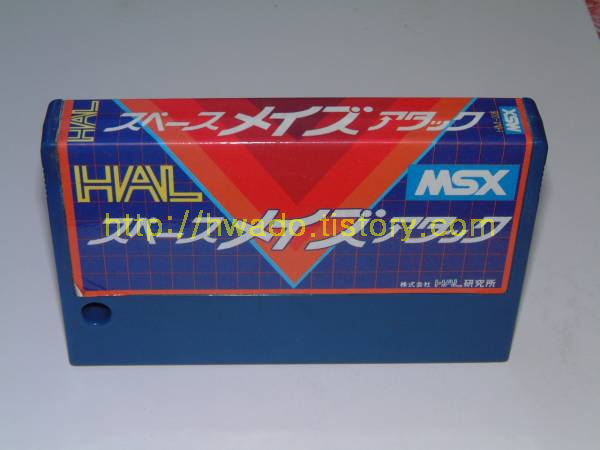 HAL
スペースメイズアタック
MSX
HAL
MSX
http://hwado.tistory.com
スペースメイズアタック
株式会社HAL研究所